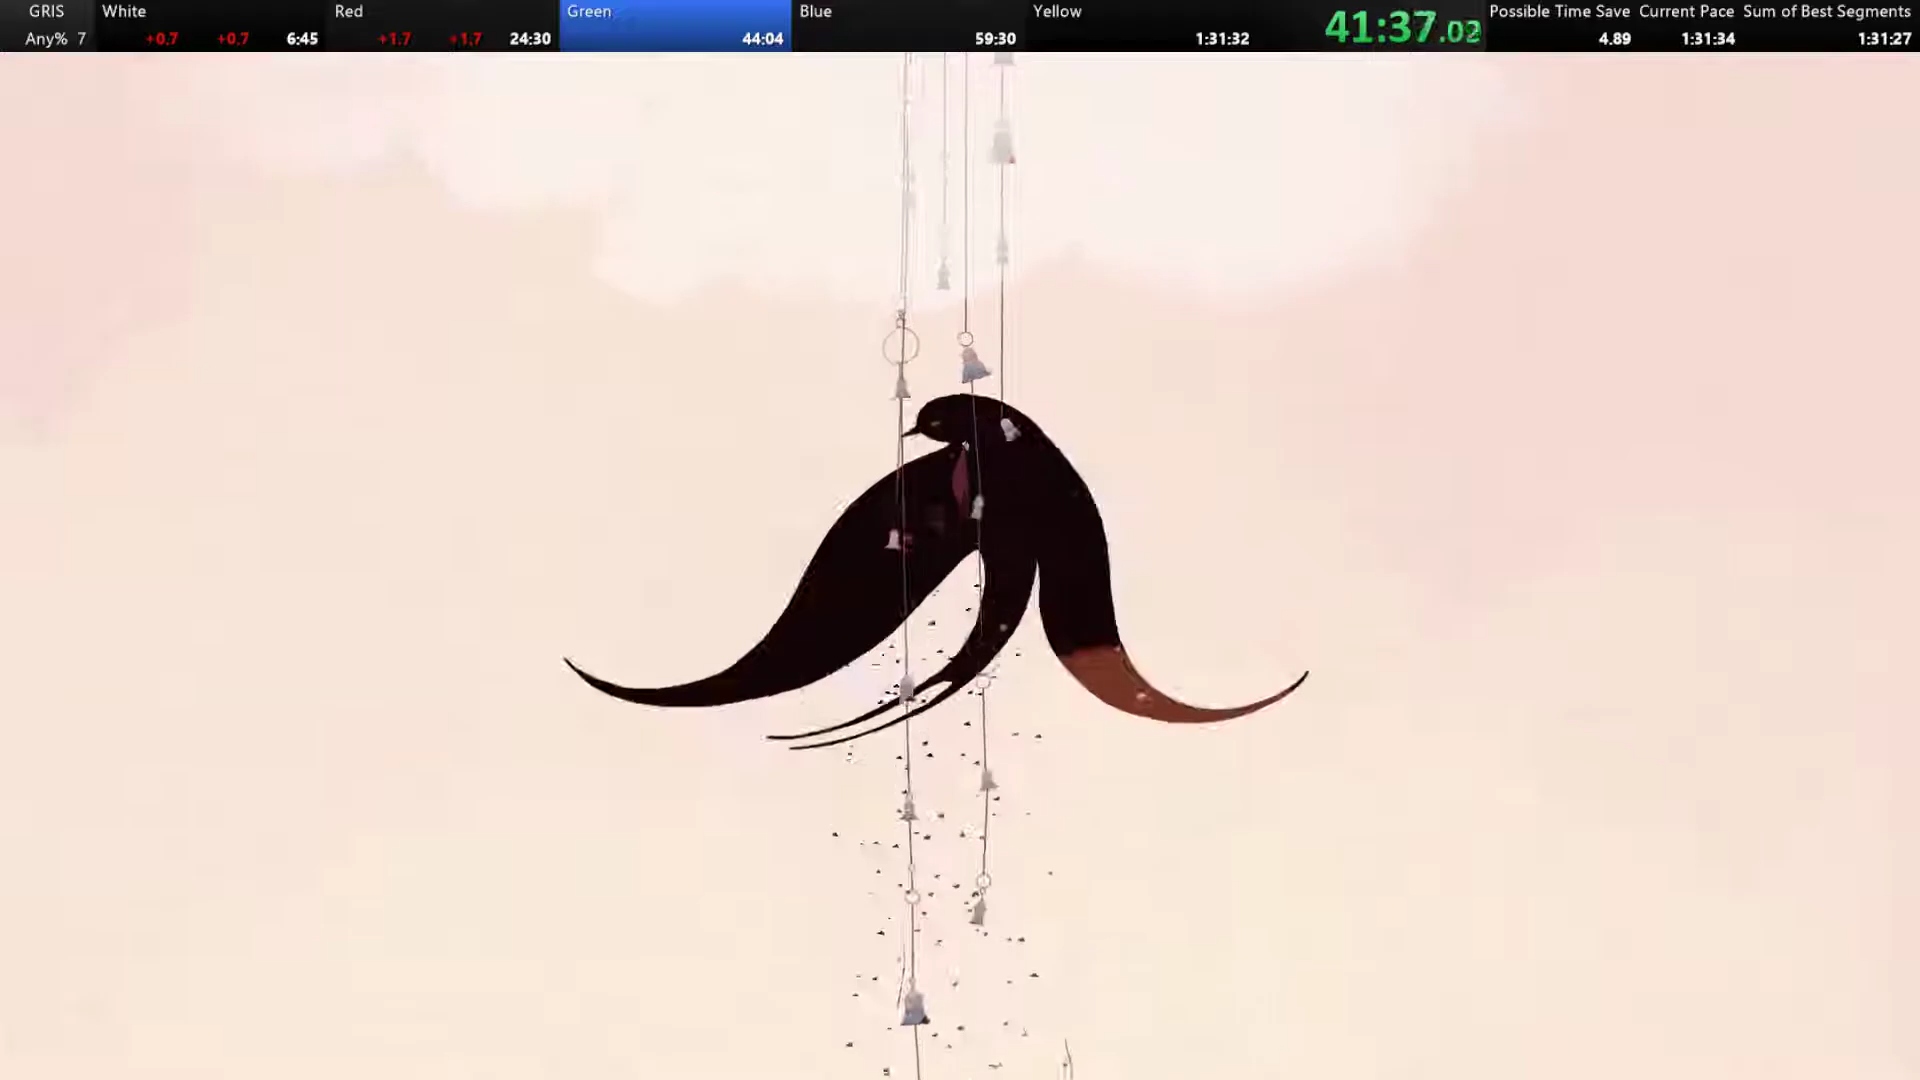 GRIS White Red Green Blue Yellow 41:37.02 Possible Time Save Current Pace Sum of Best Segments
Any% 7 +0.7 +0.7 6:45 +1.7 +1.7 24:30 44:04 59:30 1:31:32 4.89 1:31:34 1:31:27